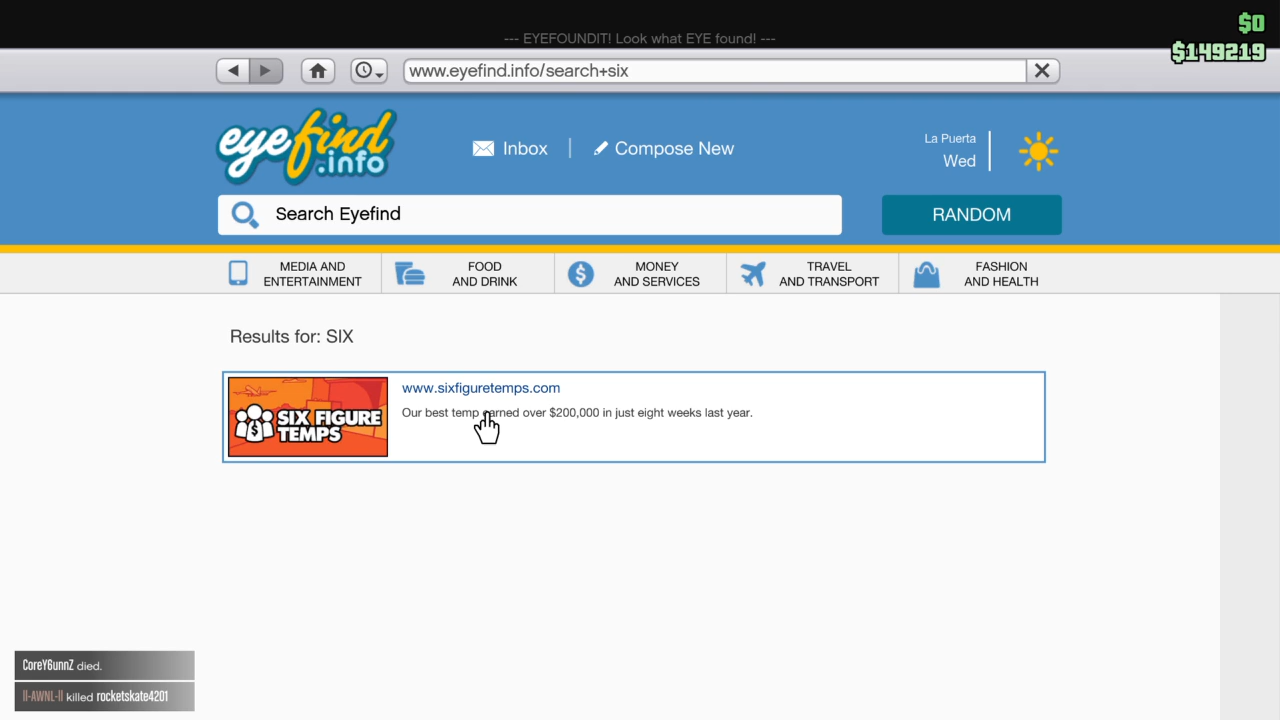 --- EYEFOUNDIT! Look what EYE found! ---
$0
$149219
www.eyefind.info/search+six
eyefind
.info
Inbox
Compose New
La Puerta
Wed
Search Eyefind
RANDOM
MEDIA AND
ENTERTAINMENT
FOOD
AND DRINK
MONEY
AND SERVICES
TRAVEL
AND TRANSPORT
FASHION
AND HEALTH
Results for: SIX
SIX FIGURE
TEMPS
www.sixfiguretemps.com
Our best temp earned over $200,000 in just eight weeks last year.
CoreY6unnZ died.
ll-AWNL-ll killed rocketskate4201